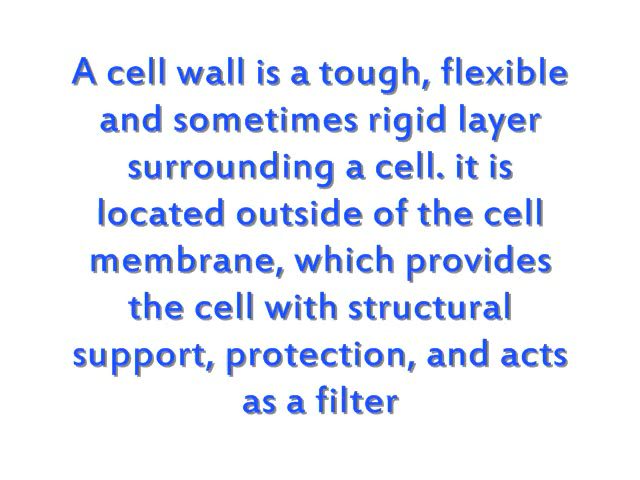 A cell wall is a tough, flexible
and sometimes rigid layer
surrounding a cell. it is
located outside of the cell
membrane, which provides
the cell with structural
support, protection, and acts
as a filter